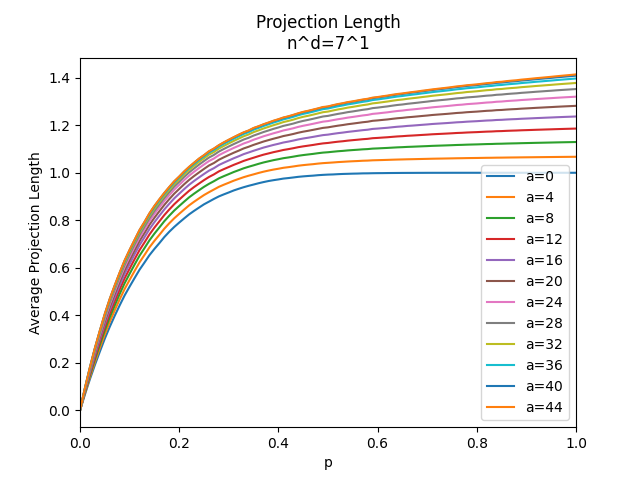 Projection Length
n^d=7^1
Average Projection Length
1.4
1.2
1.0
0.8
0.6
0.4
0.2
0.0
0.0 0.2 0.4 0.6 0.8 1.0
p
a=0
a=4
a=8
a=12
a=16
a=20
a=24
a=28
a=32
a=36
a=40
a=44